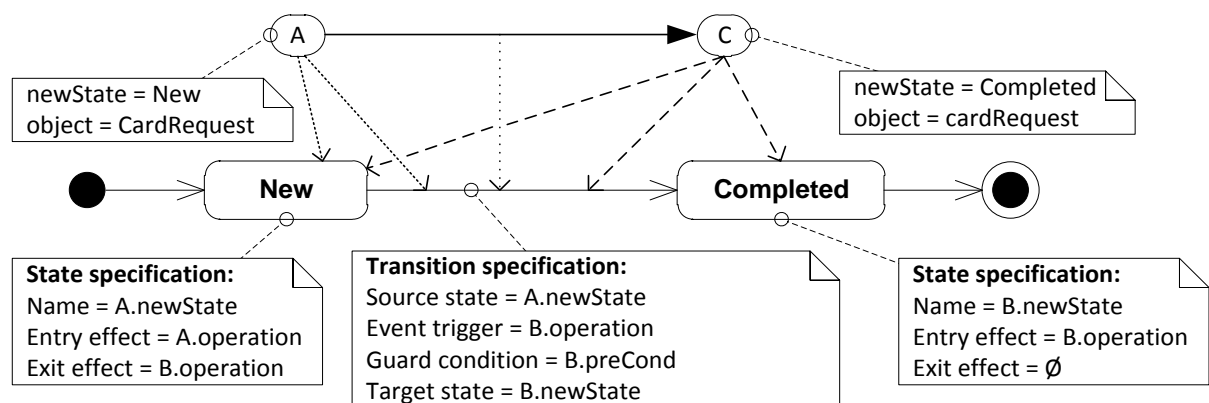 A
C
newState = New
object = CardRequest
newState = Completed
object = cardRequest
New
Completed
State specification:
Name = A.newState
Entry effect = A.operation
Exit effect = B.operation
Transition specification:
Source state = A.newState
Event trigger = B.operation
Guard condition = B.preCond
Target state = B.newState
State specification:
Name = B.newState
Entry effect = B.operation
Exit effect = Ø